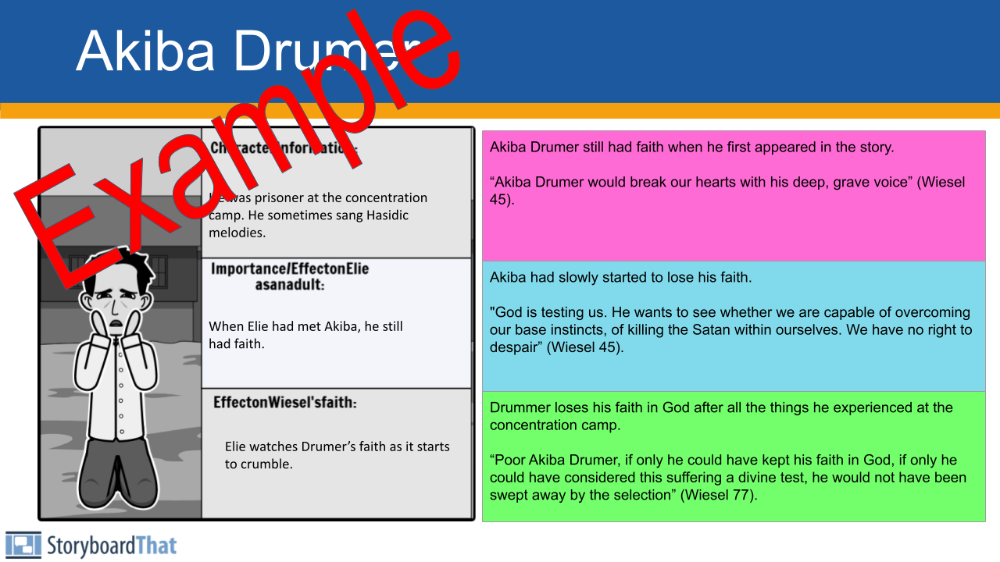 Akiba Drumer
Example
Character Information:
He was prisoner at the concentration
camp. He sometimes sang Hasidic
melodies.
Importance/EffectonElie
asanadult:
When Elie had met Akiba, he still
had faith.
EffectonWiesel'sfaith:
Elie watches Drumer’s faith as it starts
to crumble.
Akiba Drumer still had faith when he first appeared in the story.
“Akiba Drumer would break our hearts with his deep, grave voice” (Wiesel
45).
Akiba had slowly started to lose his faith.
"God is testing us. He wants to see whether we are capable of overcoming
our base instincts, of killing the Satan within ourselves. We have no right to
despair” (Wiesel 45).
Drummer loses his faith in God after all the things he experienced at the
concentration camp.
“Poor Akiba Drumer, if only he could have kept his faith in God, if only he
could have considered this suffering a divine test, he would not have been
swept away by the selection” (Wiesel 77).
StoryboardThat